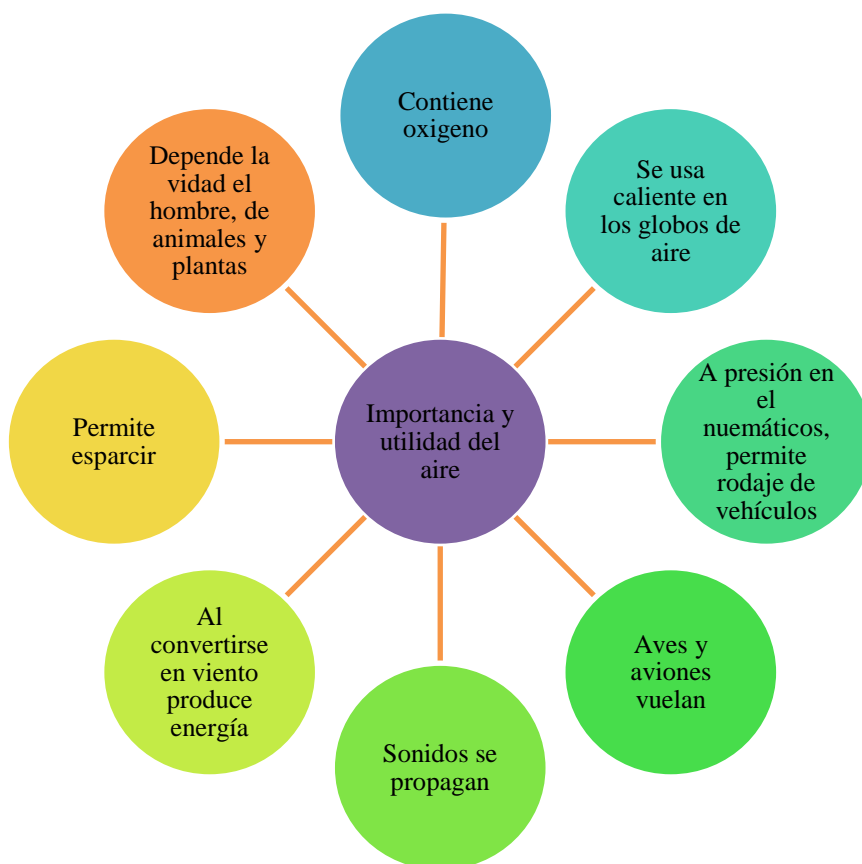 Contiene
oxigeno
Se usa
caliente en
los globos de
aire
A presión en
el
nuemáticos,
permite
rodaje de
vehículos
Aves y
aviones
vuelan
Sonidos se
propagan
Al
convertirse
en viento
produce
energía
Permite
esparcir
Depende la
vidad el
hombre, de
animales y
plantas
Importancia y
utilidad del
aire